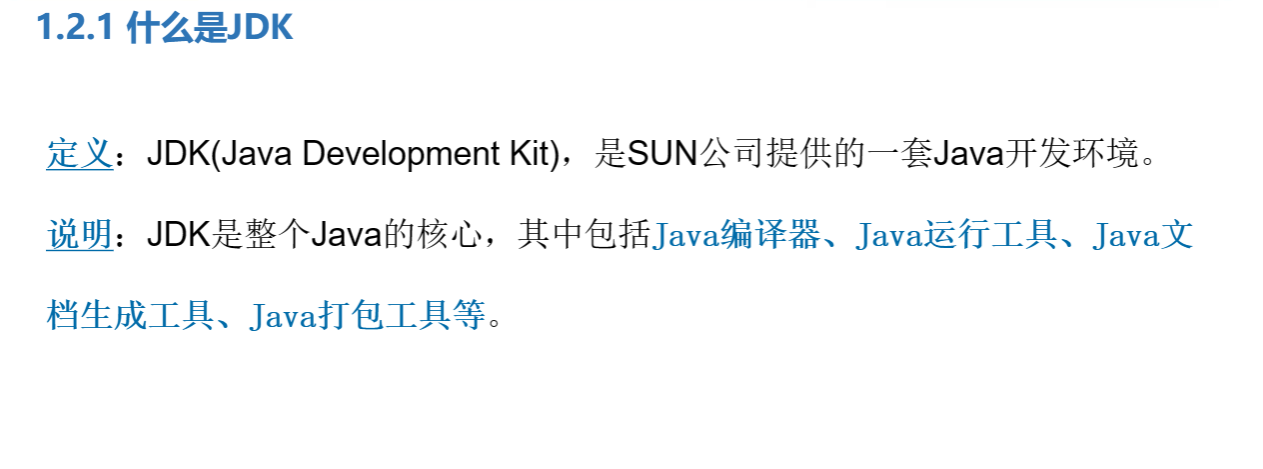 1.2.1 什么是JDK
定义：JDK(Java Development Kit)，是SUN公司提供的一套Java开发环境。
说明：JDK是整个Java的核心，其中包括Java编译器、Java运行工具、Java文
档生成工具、Java打包工具等。